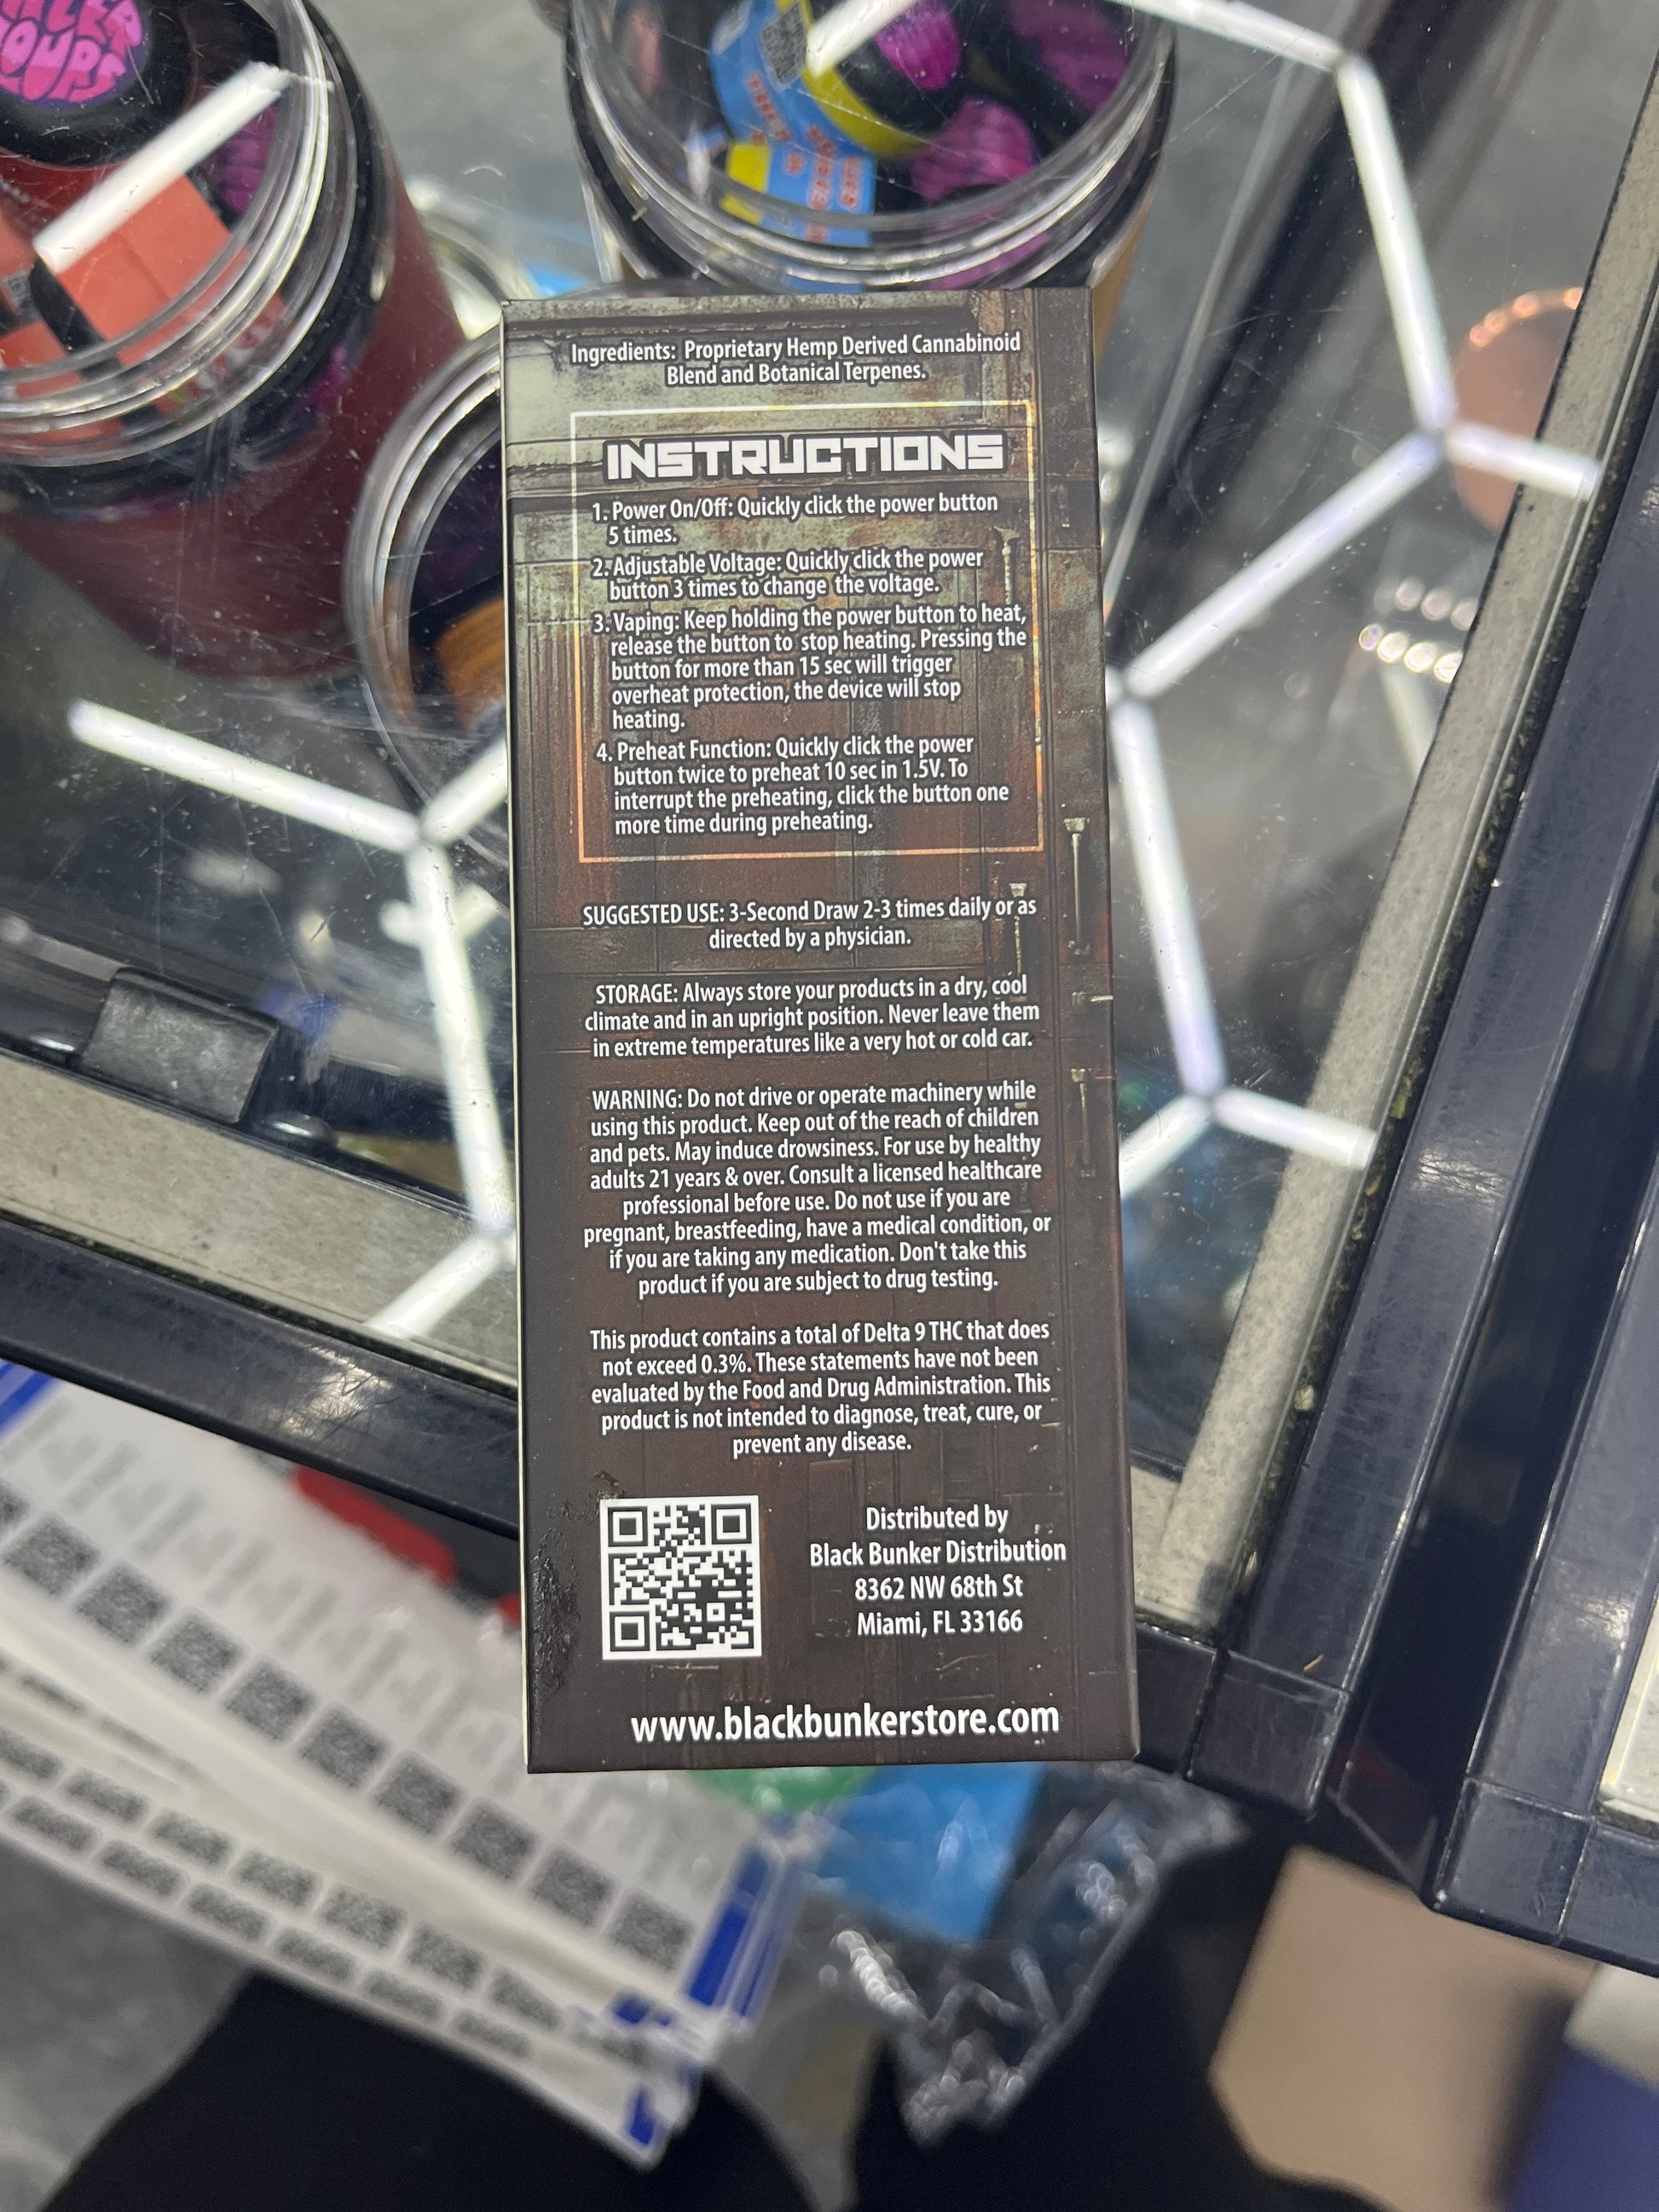 Ingredients: Proprietary Hemp Derived Cannabinoid
Blend and Botanical Terpenes.
INSTRUCTIONS
1. Power On/Off: Quickly click the power button
5 times.
2. Adjustable Voltage: Quickly click the power
button 3 times to change the voltage.
3. Vaping: Keep holding the power button to heat,
release the button to stop heating. Pressing the
button for more than 15 sec will trigger
overheat protection, the device will stop
heating.
4. Preheat Function: Quickly click the power
button twice to preheat 10 sec in 1.5V. To
interrupt the preheating, click the button one
more time during preheating.
SUGGESTED USE: 3-Second Draw 2-3 times daily or as
directed by a physician.
STORAGE: Always store your products in a dry, cool
climate and in an upright position. Never leave them
in extreme temperatures like a very hot or cold car.
WARNING: Do not drive or operate machinery while
using this product. Keep out of the reach of children
and pets. May induce drowsiness. For use by healthy
adults 21 years & over. Consult a licensed healthcare
professional before use. Do not use if you are
pregnant, breastfeeding, have a medical condition, or
if you are taking any medication. Don't take this
product if you are subject to drug testing.
This product contains a total of Delta 9 THC that does
not exceed 0.3%. These statements have not been
evaluated by the Food and Drug Administration. This
product is not intended to diagnose, treat, cure, or
prevent any disease.
Distributed by
Black Bunker Distribution
8362 NW 68th St
Miami, FL 33166
www.blackbunkerstore.com